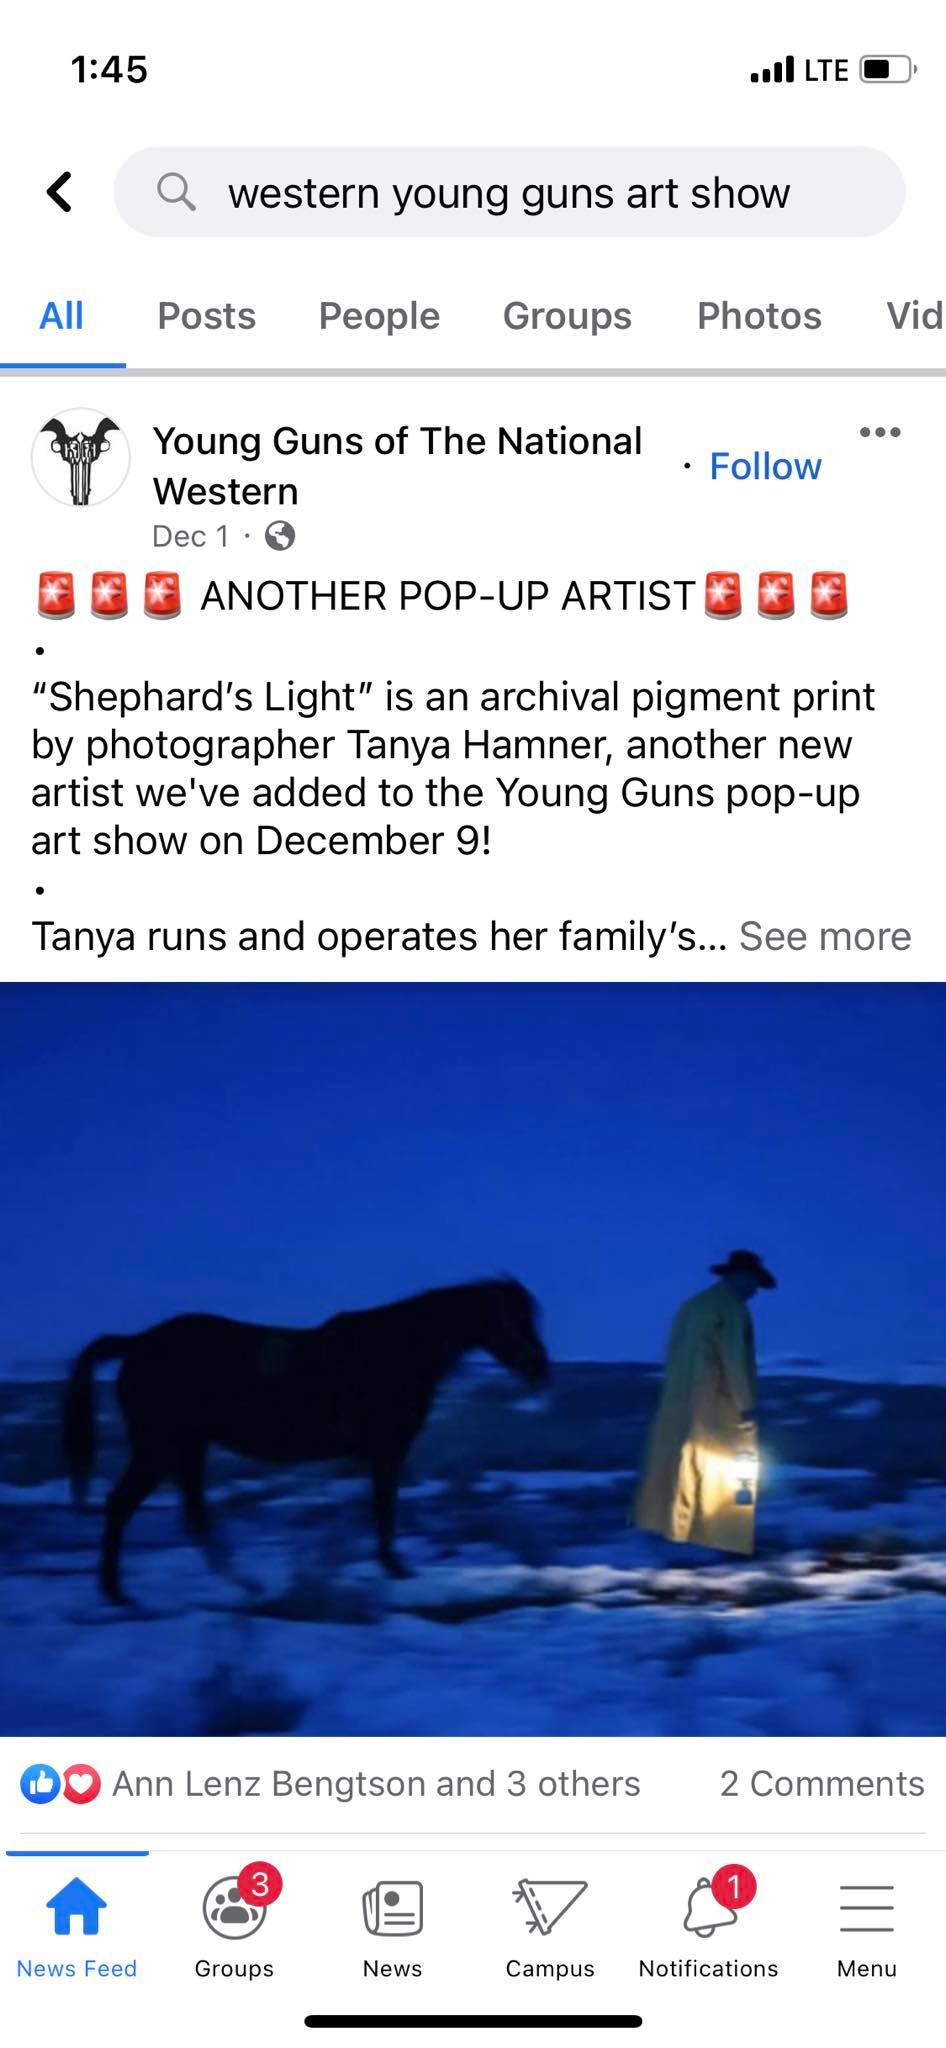 1:45
LTE
western young guns art show
All Posts People Groups Photos Vid
Young Guns of The National
Western
· Follow
Dec 1 ·
🚨🚨🚨 ANOTHER POP-UP ARTIST🚨🚨🚨
•
“Shephard’s Light” is an archival pigment print
by photographer Tanya Hamner, another new
artist we've added to the Young Guns pop-up
art show on December 9!
•
Tanya runs and operates her family’s... See more
Ann Lenz Bengtson and 3 others 2 Comments
3 1
News Feed Groups News Campus Notifications Menu